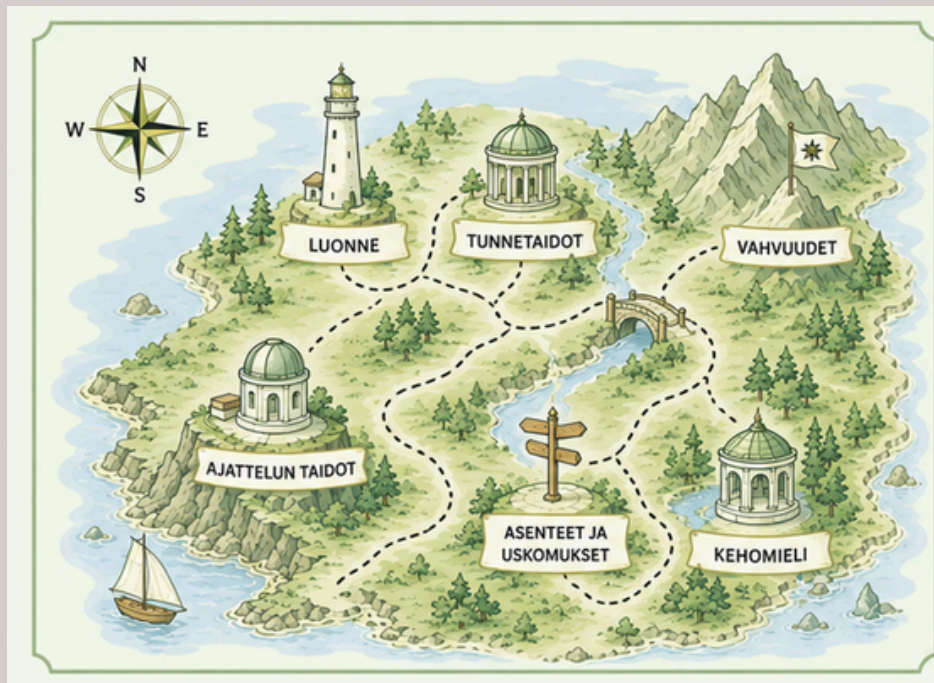 N
W E
S
LUONNE
TUNNETAIDOT
VAHVUUDET
AJATTELUN TAIDOT
ASENTEET JA
USKOMUKSET
KEHOMIELI